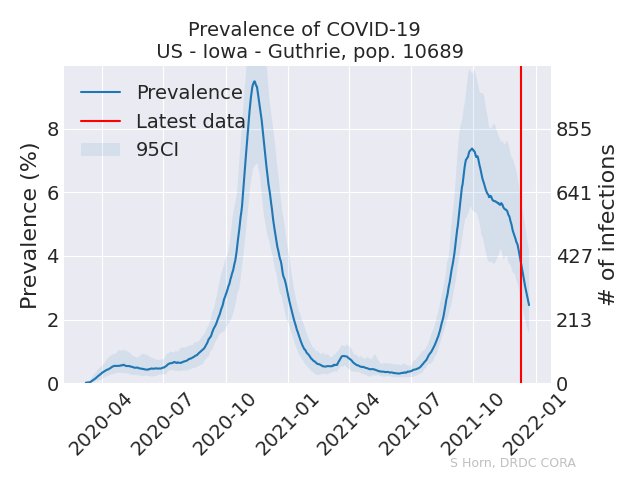 Prevalence of COVID-19
US - Iowa - Guthrie, pop. 10689
Prevalence
Latest data
95CI
Prevalence (%)
8
6
4
2
0
855
641
427
213
0
# of infections
2020-04
2020-07
2020-10
2021-01
2021-04
2021-07
2021-10
2022-01
S Horn, DRDC CORA